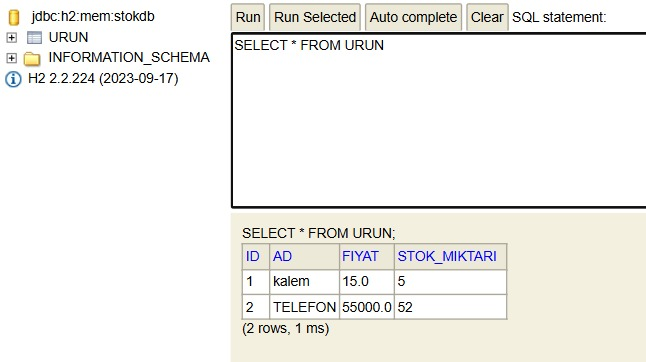 jdbc:h2:mem:stokdb
URUN
INFORMATION_SCHEMA
H2 2.2.224 (2023-09-17)
Run Run Selected Auto complete Clear SQL statement:
SELECT * FROM URUN
SELECT * FROM URUN;
ID AD FIYAT STOK_MIKTARI
1 kalem 15.0 5
2 TELEFON 55000.0 52
(2 rows, 1 ms)